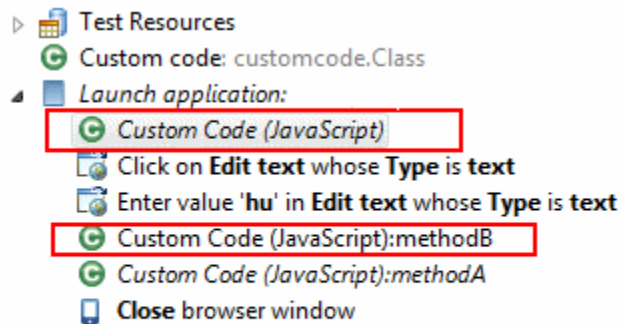 Test Resources
Custom code: customcode.Class
Launch application:
Custom Code (JavaScript)
Click on Edit text whose Type is text
Enter value 'hu' in Edit text whose Type is text
Custom Code (JavaScript):methodB
Custom Code (JavaScript):methodA
Close browser window